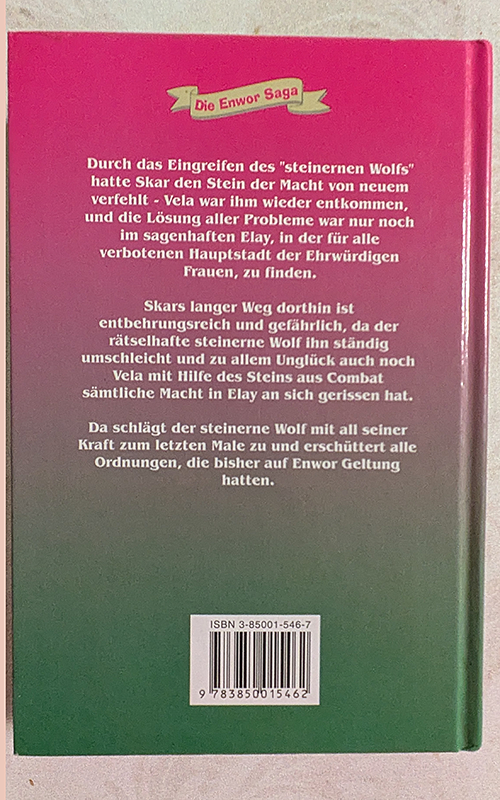 Die Enwor Saga
Durch das Eingreifen des "steinernen Wolfs"
hatte Skar den Stein der Macht von neuem
verfehlt - Vela war ihm wieder entkommen,
und die Lösung aller Probleme war nur noch
im sagenhaften Elay, in der für alle
verbotenen Hauptstadt der Ehrwürdigen
Frauen, zu finden.
Skars langer Weg dorthin ist
entbehrungsreich und gefährlich, da der
rätselhafte steinerne Wolf ihn ständig
umschleicht und zu allem Unglück auch noch
Vela mit Hilfe des Steins aus Combat
sämtliche Macht in Elay an sich gerissen hat.
Da schlägt der steinerne Wolf mit all seiner
Kraft zum letzten Male zu und erschüttert alle
Ordnungen, die bisher auf Enwor Geltung
hatten.
ISBN 3-85001-546-7
9 783850 015462